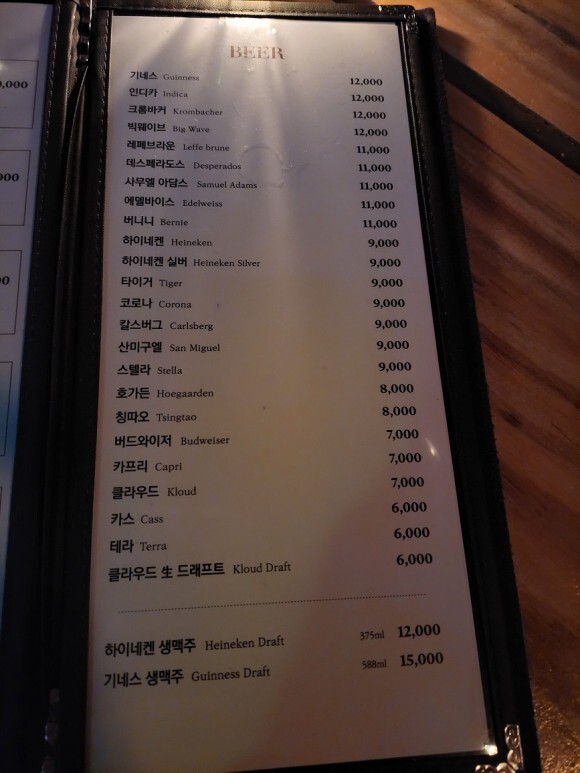 BEER
기네스 Guinness 12,000
인디카 Indica 12,000
크롬바커 Krombacher 12,000
빅웨이브 Big Wave 12,000
레페브라운 Leffe brune 11,000
데스페라도스 Desperados 11,000
사무엘 아담스 Samuel Adams 11,000
에델바이스 Edelweiss 11,000
버니니 Bernie 11,000
하이네켄 Heineken 9,000
하이네켄 실버 Heineken Silver 9,000
타이거 Tiger 9,000
코로나 Corona 9,000
칼스버그 Carlsberg 9,000
산미구엘 San Miguel 9,000
스텔라 Stella 9,000
호가든 Hoegaarden 8,000
칭따오 Tsingtao 8,000
버드와이저 Budweiser 7,000
카프리 Capri 7,000
클라우드 Kloud 7,000
카스 Cass 6,000
테라 Terra 6,000
클라우드 生 드래프트 Kloud Draft 6,000
하이네켄 생맥주 Heineken Draft 375ml 12,000
기네스 생맥주 Guinness Draft 588ml 15,000